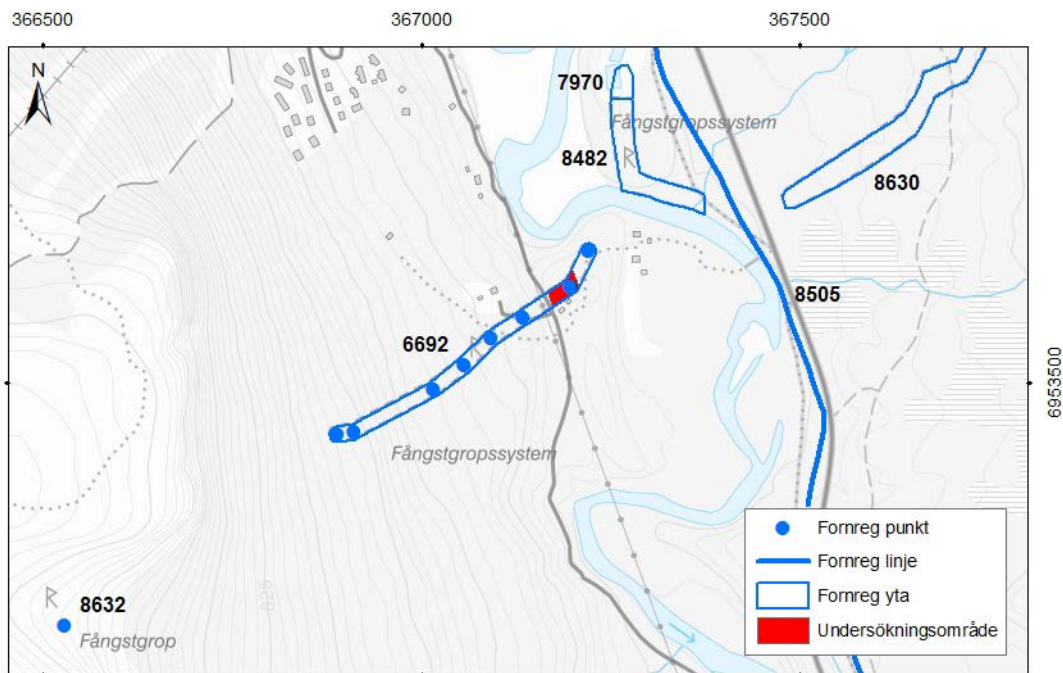 366500
367000
367500
N
7970
Fångstgropssystem
8482
R
8630
8505
6692
R
6953500
Fångstgropssystem
825
R
8632
Fångstgrop
Fornreg punkt
Fornreg linje
Fornreg yta
Undersökningsområde